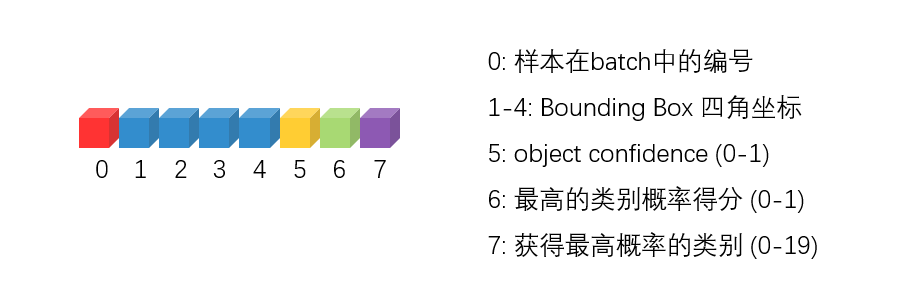 0 1 2 3 4 5 6 7
0: 样本在batch中的编号
1-4: Bounding Box 四角坐标
5: object confidence (0-1)
6: 最高的类别概率得分 (0-1)
7: 获得最高概率的类别 (0-19)